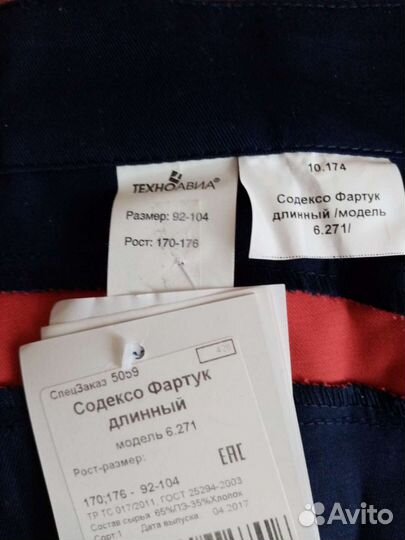 ТЕХНОАВИА®
Размер: 92-104
Рост: 170-176
10.174
Содексо Фартук
длинный /модель
6.271/
СпецЗаказ 5059
Содексо Фартук
длинный
модель 6.271
Рост-размер:
EAC
170;176 - 92-104
ТР ТС 017/2011, ГОСТ 25294-2003
Состав сырья 65%ПЭ-35%Хлопок
Сорт 1 Дата выпуска: 04.2017
Avito